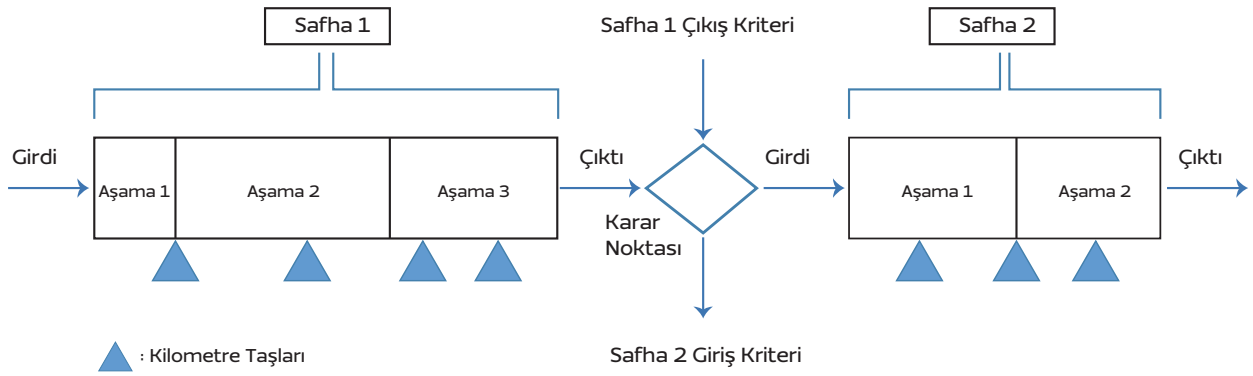 Safha 1
Safha 1 Çıkış Kriteri
Safha 2
Girdi
Aşama 1
Aşama 2
Aşama 3
Çıktı
Karar
Noktası
Girdi
Aşama 1
Aşama 2
Çıktı
: Kilometre Taşları
Safha 2 Giriş Kriteri